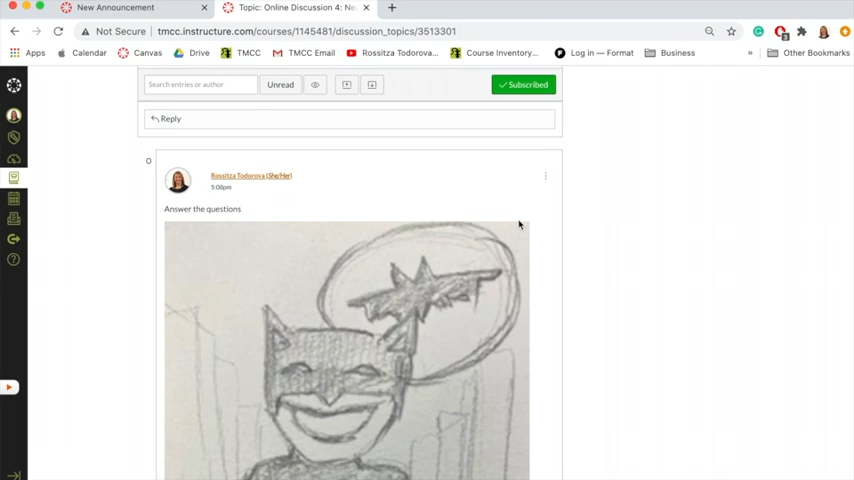 New Announcement
Topic: Online Discussion 4: Ne
Not Secure
tmcc.instructure.com/courses/1145481/discussion_topics/3513301
Apps
Calendar
Canvas
Drive
TMCC
TMCC Email
Rossitza Todorova...
Course Inventory...
Log in — Format
Business
»
Other Bookmarks
Search entries or author
Unread
Subscribed
Reply
Rossitza Todorova (She/Her)
5:08pm
Answer the questions